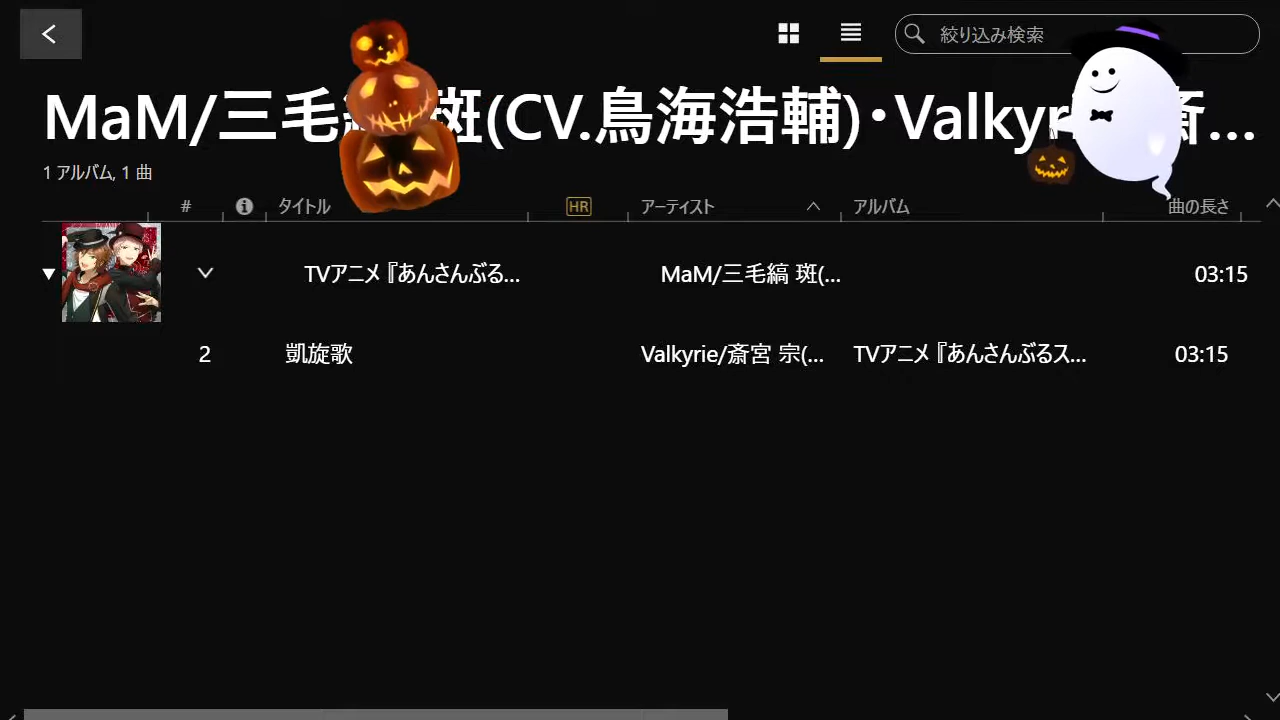 絞り込み検索
MaM/三毛縞 斑(CV.鳥海浩輔)・Valkyrie/斎...
1 アルバム, 1 曲
# タイトル HR アーティスト アルバム 曲の長さ
TVアニメ『あんさんぶる... MaM/三毛縞 斑(... 03:15
2 凱旋歌 Valkyrie/斎宮 宗(... TVアニメ『あんさんぶるス... 03:15